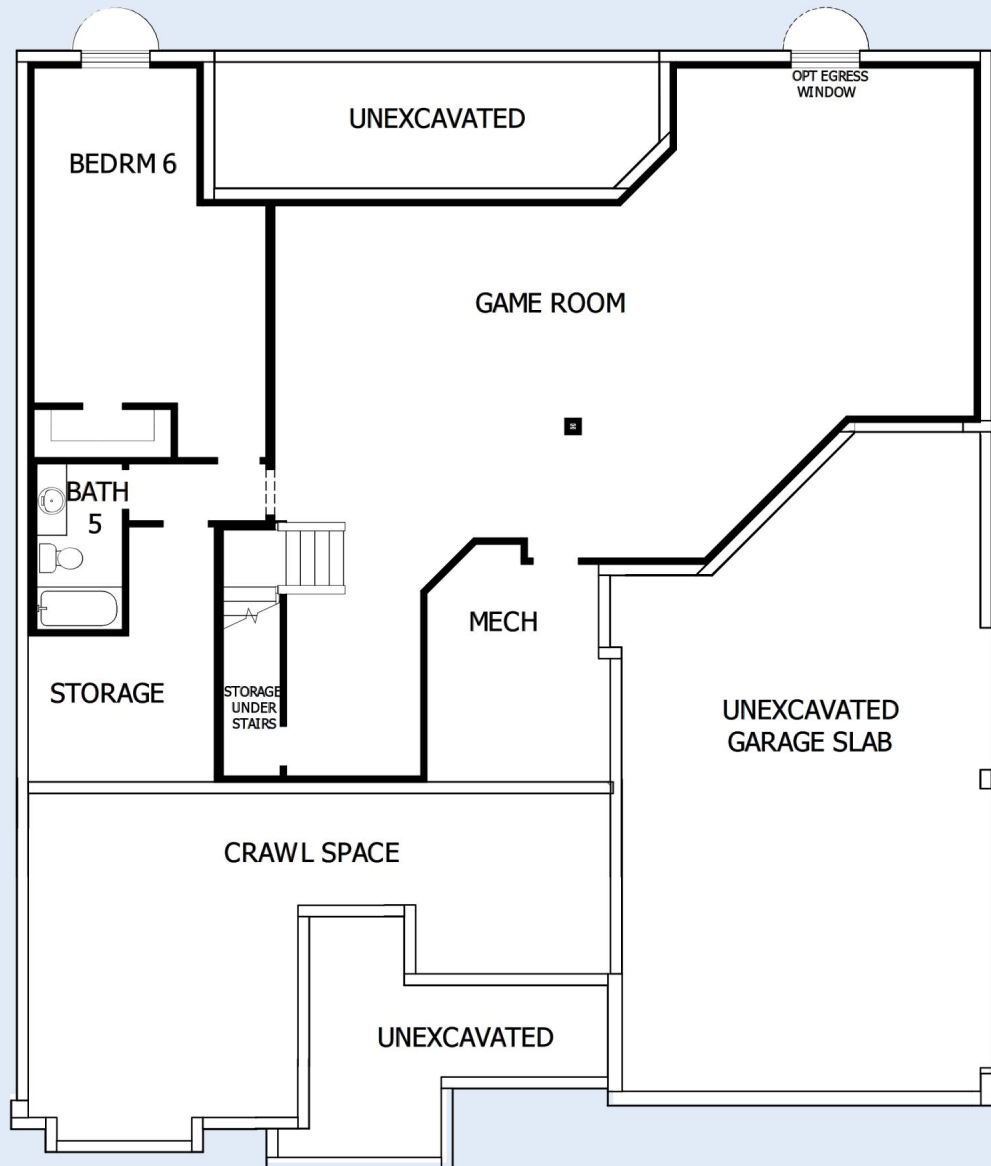 OPT EGRESS
WINDOW
UNEXCAVATED
BEDRM 6
GAME ROOM
BATH
5
MECH
STORAGE
STORAGE
UNDER
STAIRS
UNEXCAVATED
GARAGE SLAB
CRAWL SPACE
UNEXCAVATED